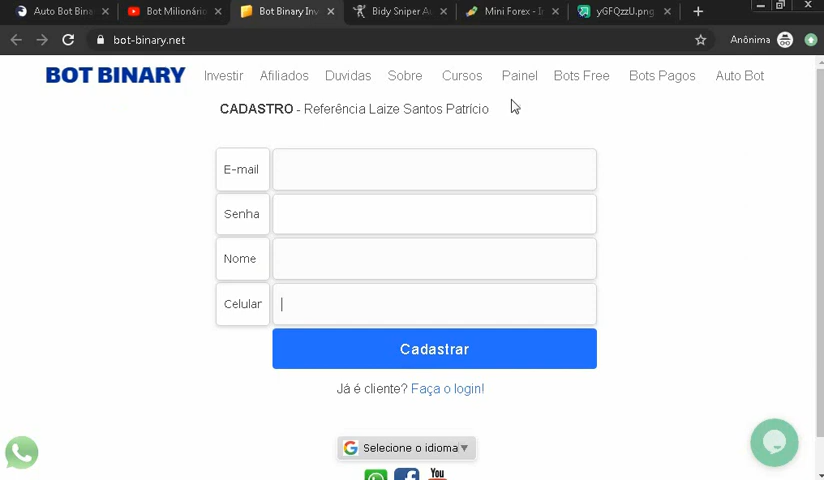 Auto Bot Bina
Bot Milionário
Bot Binary Inv
Bidy Sniper A
Mini Forex - I
yGFQzzU.png
bot-binary.net
Anônima
BOT BINARY
Investir
Afiliados
Duvidas
Sobre
Cursos
Painel
Bots Free
Bots Pagos
Auto Bot
CADASTRO - Referência Laize Santos Patrício
E-mail
Senha
Nome
Celular
Cadastrar
Já é cliente? Faça o login!
Selecione o idioma
You